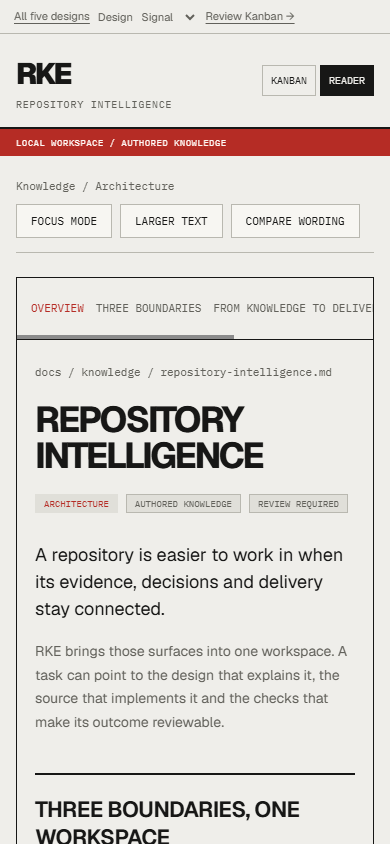 All five designs Design Signal Review Kanban →
RKE
REPOSITORY INTELLIGENCE
KANBAN READER
LOCAL WORKSPACE / AUTHORED KNOWLEDGE
Knowledge / Architecture
FOCUS MODE LARGER TEXT COMPARE WORDING
OVERVIEW THREE BOUNDARIES FROM KNOWLEDGE TO DELIVE
docs / knowledge / repository-intelligence.md
REPOSITORY
INTELLIGENCE
ARCHITECTURE AUTHORED KNOWLEDGE REVIEW REQUIRED
A repository is easier to work in when
its evidence, decisions and delivery
stay connected.
RKE brings those surfaces into one workspace. A
task can point to the design that explains it, the
source that implements it and the checks that
make its outcome reviewable.
THREE BOUNDARIES, ONE
WORKSPACE